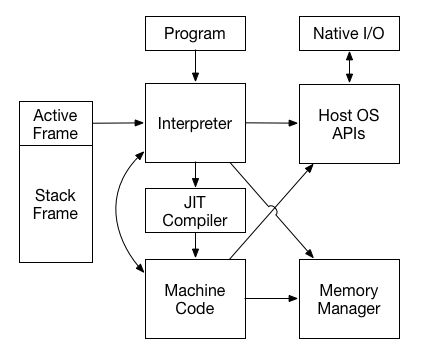 Program
Native I/O
Active
Frame
Interpreter
Host OS
APIs
Stack
Frame
JIT
Compiler
Machine
Code
Memory
Manager